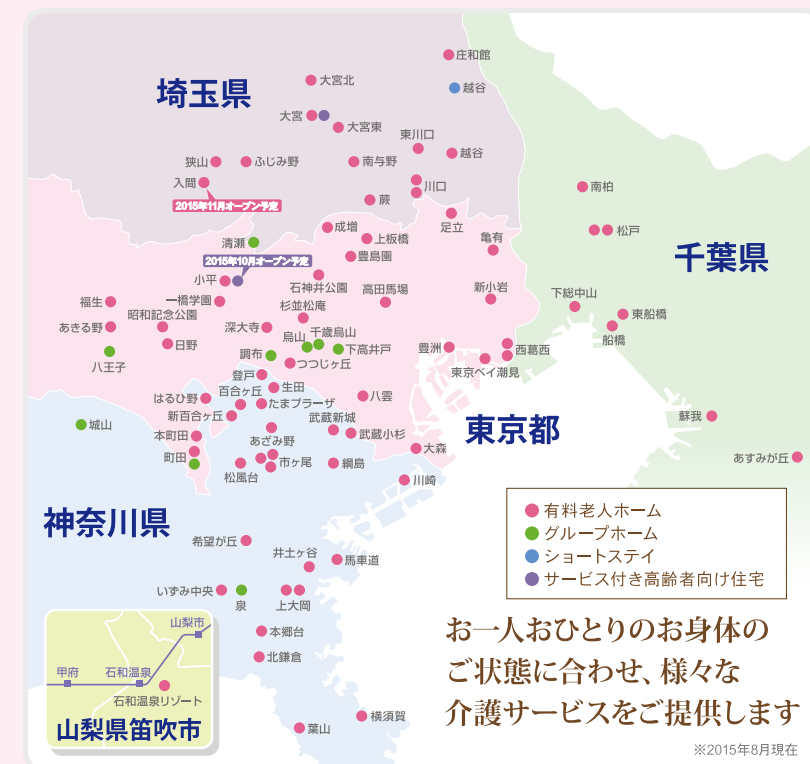 埼玉県
庄和館
大宮北
越谷
大宮
大宮東
東川口
越谷
狭山
ふじみ野
南与野
入間
川口
2015年11月オープン予定
蕨
南柏
足立
成増
松戸
清瀬
上板橋
亀有
千葉県
豊島園
2015年10月オープン予定
小平
石神井公園
高田馬場
新小岩
下総中山
福生
一橋学園
杉並松庵
昭和記念公園
東船橋
あきる野
深大寺
烏山
千歳烏山
船橋
日野
調布
下高井戸
豊洲
西葛西
八王子
つつじヶ丘
東京ベイ潮見
登戸
生田
百合ヶ丘
はるひ野
たまプラーザ
八雲
新百合ヶ丘
武蔵新城
蘇我
城山
本町田
あざみ野
武蔵小杉
東京都
町田
市ヶ尾
綱島
大森
あすみが丘
松風台
川崎
神奈川県
有料老人ホーム
グループホーム
ショートステイ
サービス付き高齢者向け住宅
希望が丘
井土ヶ谷
馬車道
いずみ中央
泉
上大岡
本郷台
北鎌倉
横須賀
葉山
山梨市
甲府
石和温泉
石和温泉リゾート
山梨県笛吹市
お一人おひとりのお身体の
ご状態に合わせ、様々な
介護サービスをご提供します
※2015年8月現在